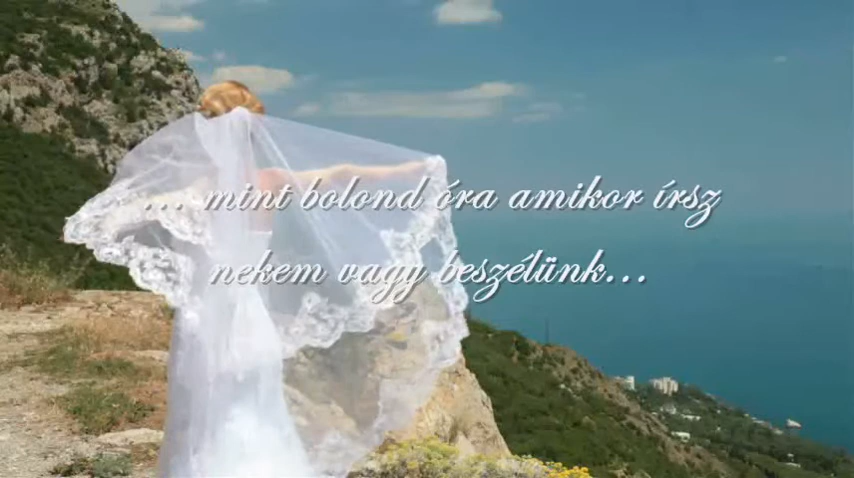 ... mint bolond óra amikor írsz
nekem vagy beszélünk...